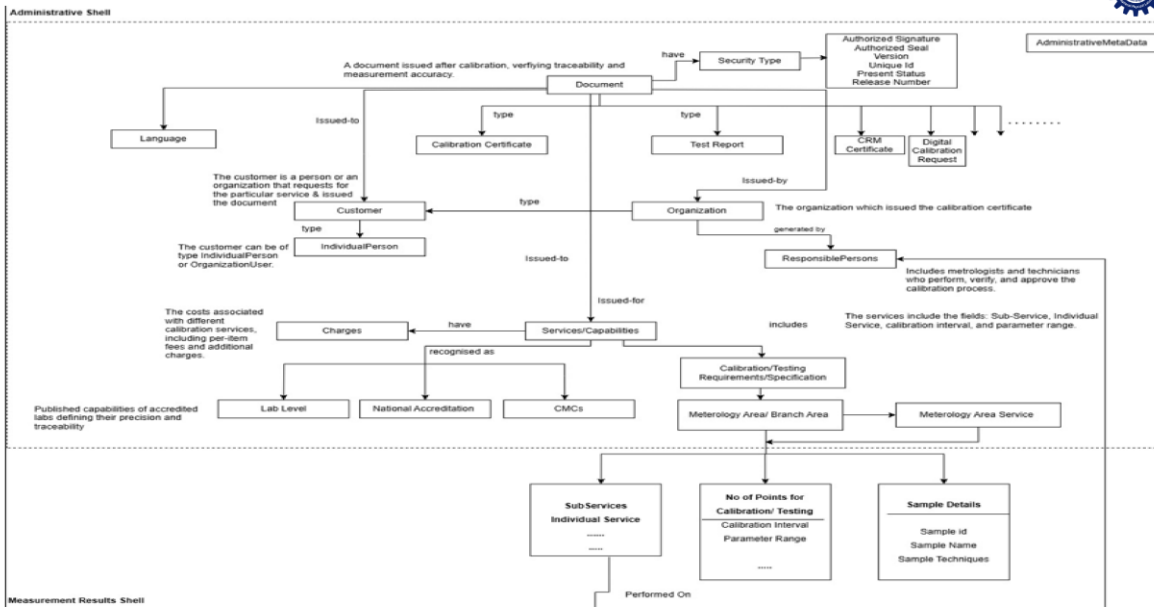 Administrative Shell
Authorized Signature
Authorized Seal
Version
Unique Id
Present Status
Release Number
AdministrativeMetaData
have
Security Type
A document issued after calibration, verfiying traceability and
measurement accuracy.
Document
Language
Issued-to
type
type
Calibration Certificate
Test Report
CRM
Certificate
Digital
Calibration
Request
........
The customer is a person or an
organization that requests for
the particular service & issued
the document
Issued-by
Customer
type
Organization
The organization which issued the calibration certificate
type
generated by
The customer can be of
type IndividualPerson
or OrganizationUser.
IndividualPerson
Issued-to
ResponsiblePersons
Includes metrologists and technicians
who perform, verify, and approve the
calibration process.
Issued-for
The costs associated
with different
calibration services,
including per-item
fees and additional
charges.
Charges
have
Services/Capabilities
includes
The services include the fields: Sub-Service, Individual
Service, calibration interval, and parameter range.
recognised as
Calibration/Testing
Requirements/Specification
Published capabilities of accredited
labs defining their precision and
traceability
Lab Level
National Accreditation
CMCs
Meterology Area/ Branch Area
Meterology Area Service
SubServices
Individual Service
......
.....
No of Points for
Calibration/ Testing
Calibration Interval
Parameter Range
.....
Sample Details
Sample id
Sample Name
Sample Techniques
Performed On
Measurement Results Shell